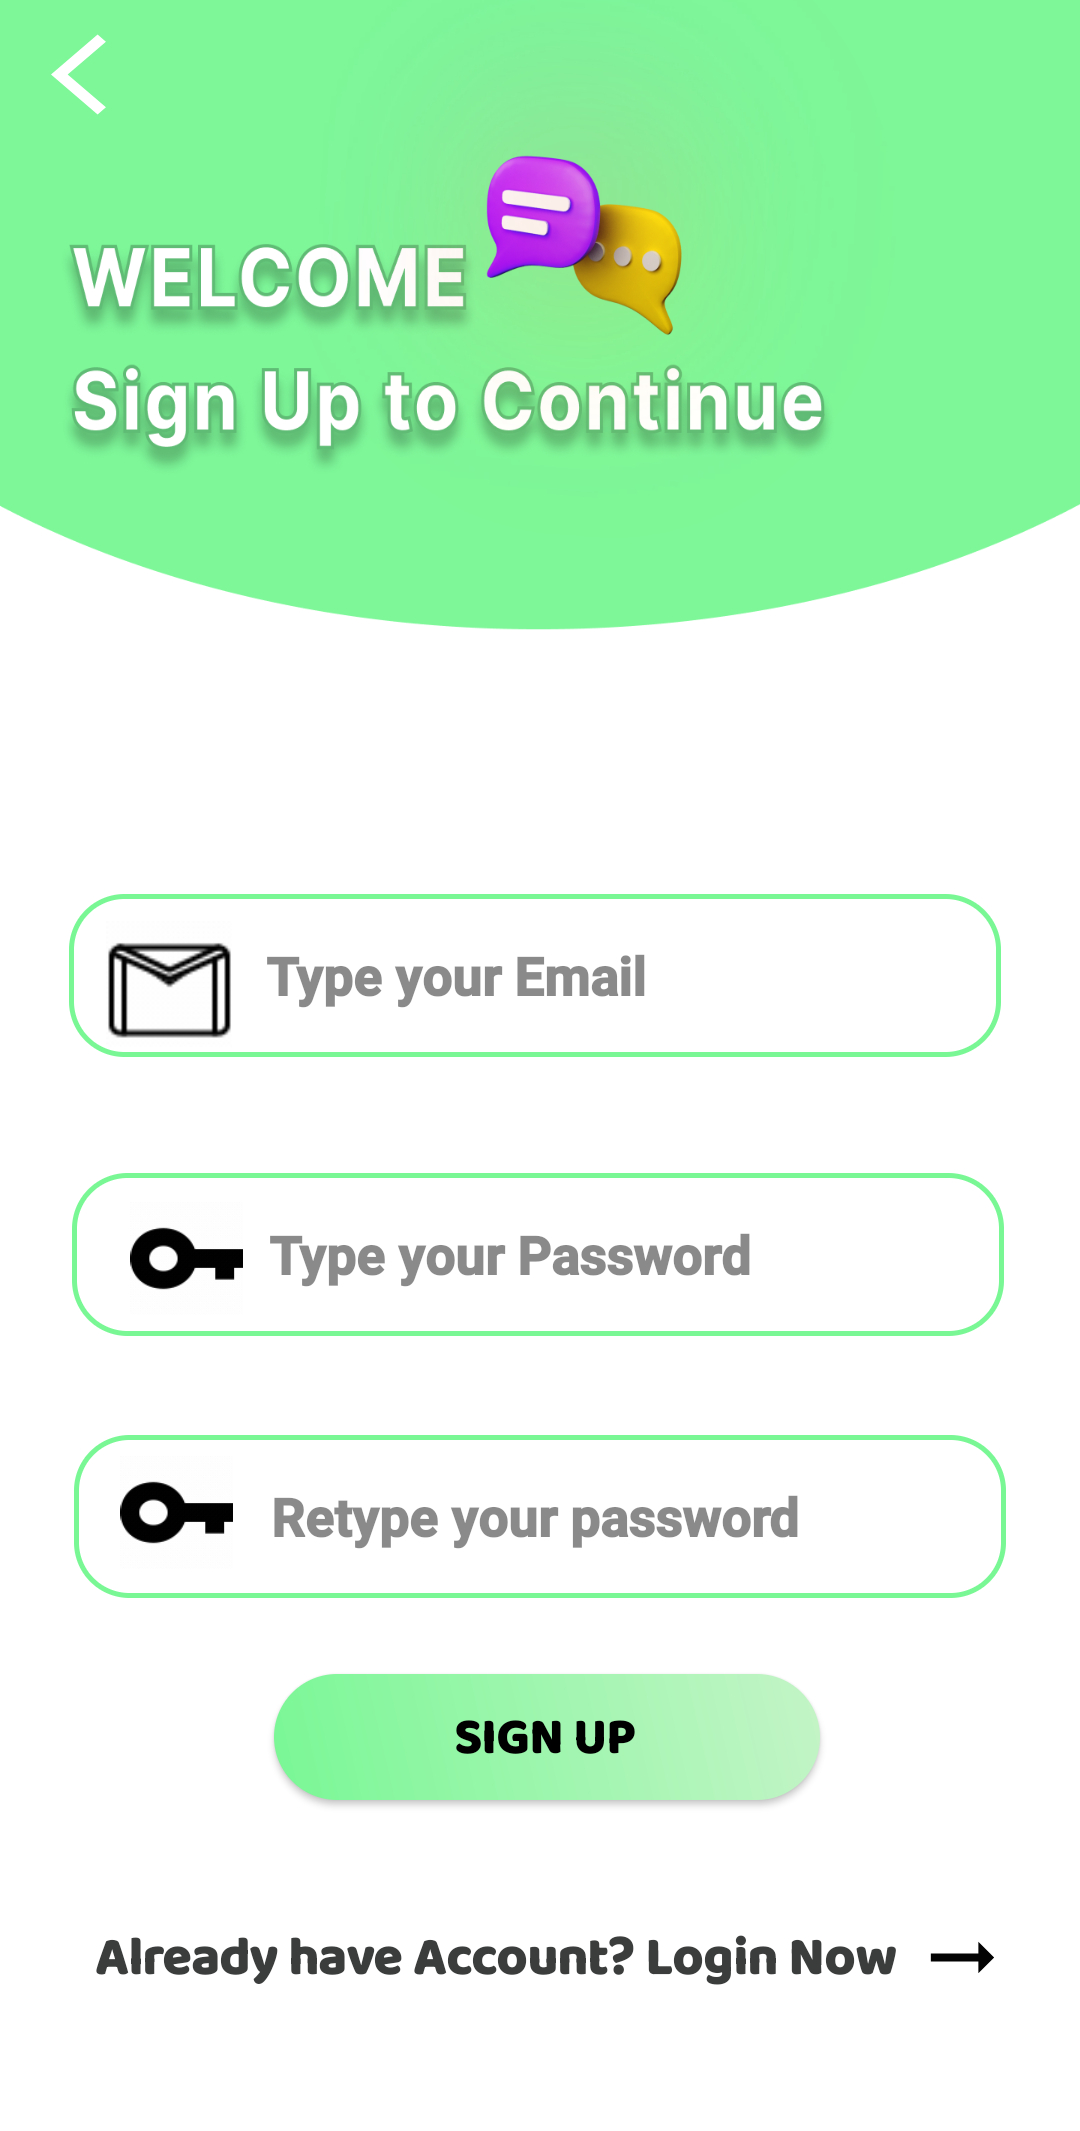 WELCOME
Sign Up to Continue
Type your Email
Type your Password
Retype your password
SIGN UP
Already have Account? Login Now